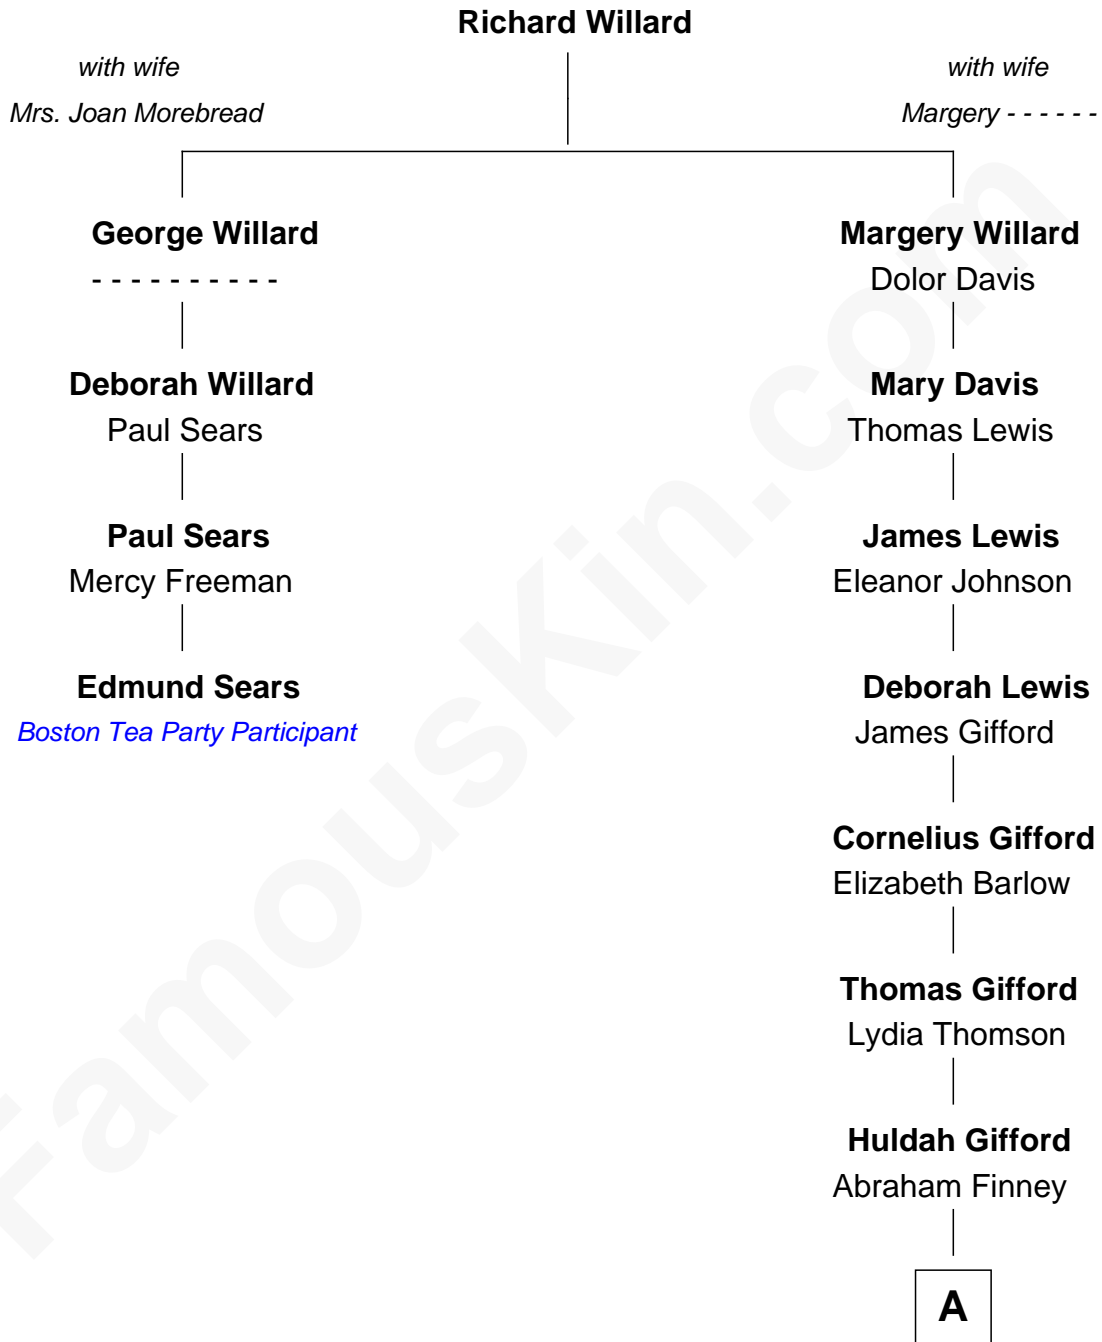 Richard Willard
with wife
Mrs. Joan Morebread
with wife
Margery - - - - - -
George Willard
- - - - - - - - - -
Margery Willard
Dolor Davis
Deborah Willard
Paul Sears
Mary Davis
Thomas Lewis
Paul Sears
Mercy Freeman
James Lewis
Eleanor Johnson
Edmund Sears
Boston Tea Party Participant
Deborah Lewis
James Gifford
Cornelius Gifford
Elizabeth Barlow
Thomas Gifford
Lydia Thomson
Huldah Gifford
Abraham Finney
A
FamousKin.com